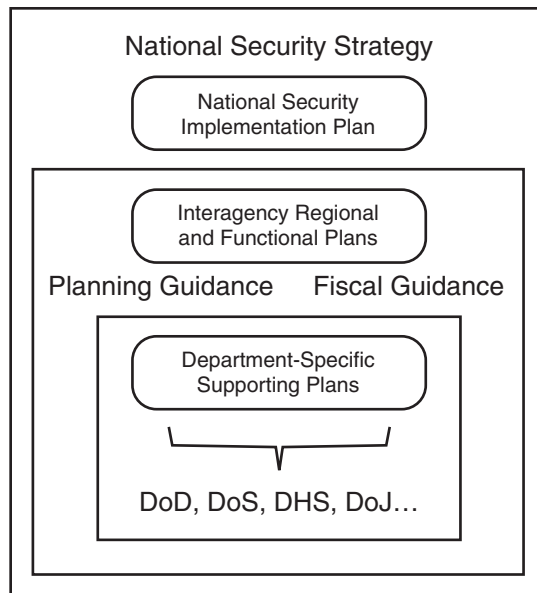 National Security Strategy
National Security
Implementation Plan
Interagency Regional
and Functional Plans
Planning Guidance Fiscal Guidance
Department-Specific
Supporting Plans
DoD, DoS, DHS, DoJ…